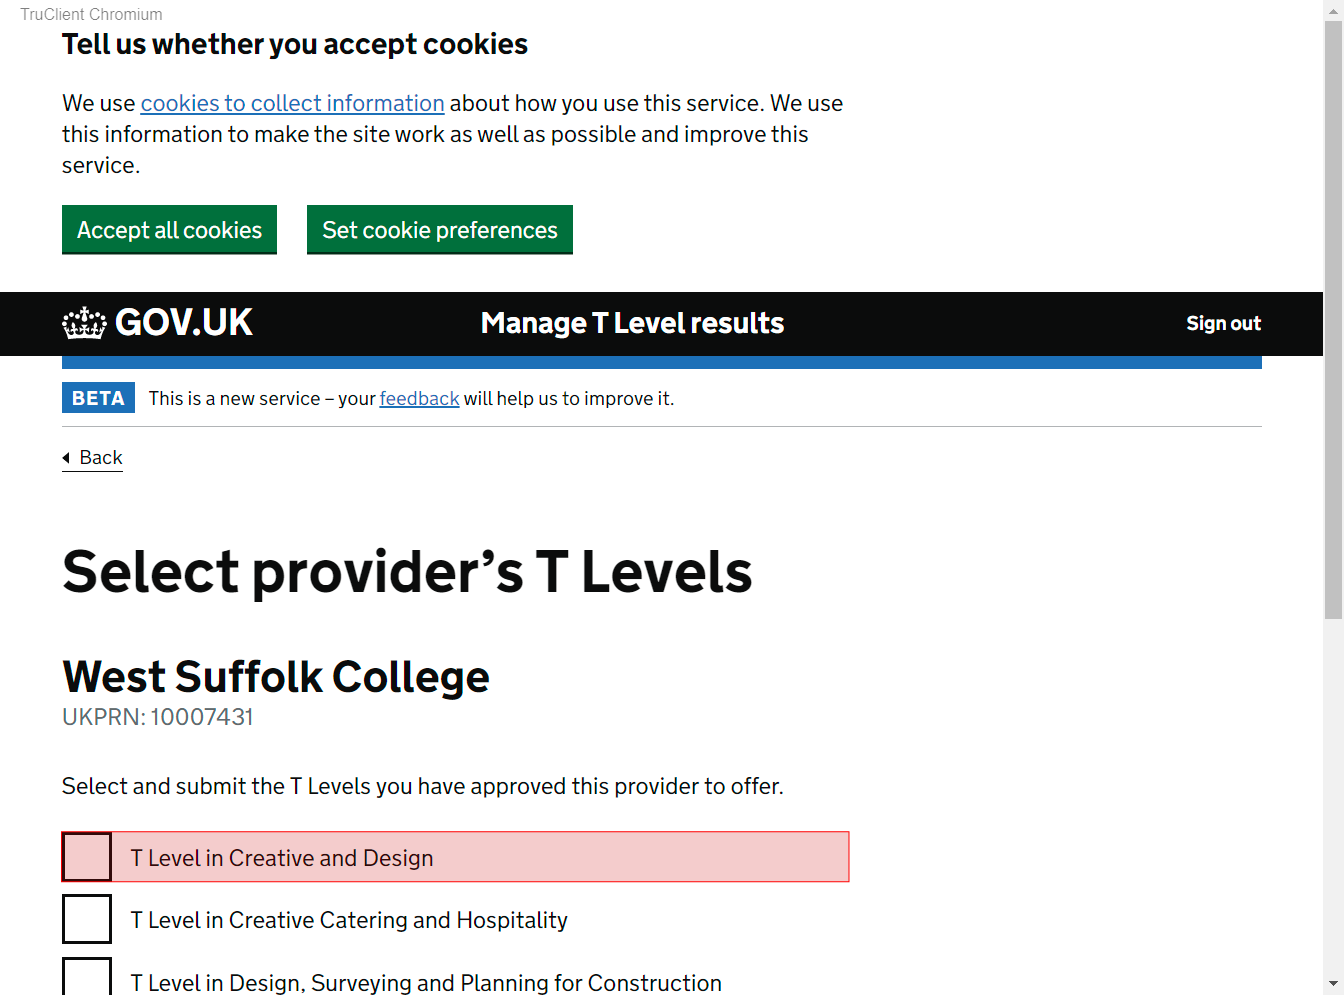 TruClient Chromium
Tell us whether you accept cookies
We use cookies to collect information about how you use this service. We use
this information to make the site work as well as possible and improve this
service.
Accept all cookies
Set cookie preferences
GOV.UK
Manage T Level results
Sign out
BETA
This is a new service – your feedback will help us to improve it.
Back
Select provider’s T Levels
West Suffolk College
UKPRN: 10007431
Select and submit the T Levels you have approved this provider to offer.
T Level in Creative and Design
T Level in Creative Catering and Hospitality
T Level in Design, Surveying and Planning for Construction